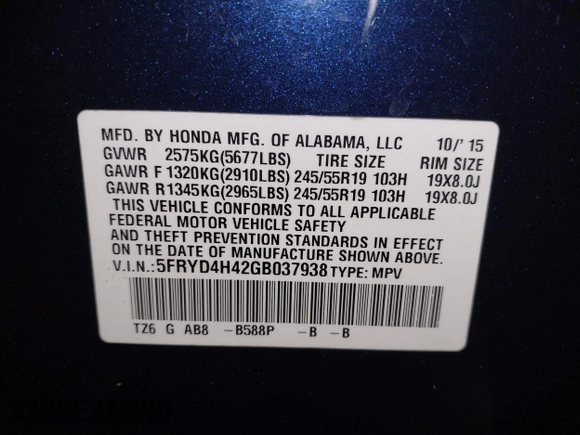 MFD. BY HONDA MFG. OF ALABAMA, LLC 10/'15
GVWR 2575KG(5677LBS) TIRE SIZE RIM SIZE
GAWR F 1320KG(2910LBS) 245/55R19 103H 19X8.0J
GAWR R1345KG(2965LBS) 245/55R19 103H 19X8.0J
THIS VEHICLE CONFORMS TO ALL APPLICABLE
FEDERAL MOTOR VEHICLE SAFETY
AND THEFT PREVENTION STANDARDS IN EFFECT
ON THE DATE OF MANUFACTURE SHOWN ABOVE.
V.I.N.:5FRYD4H42GB037938 TYPE: MPV
TZ6 G AB8 -B588P -B -B